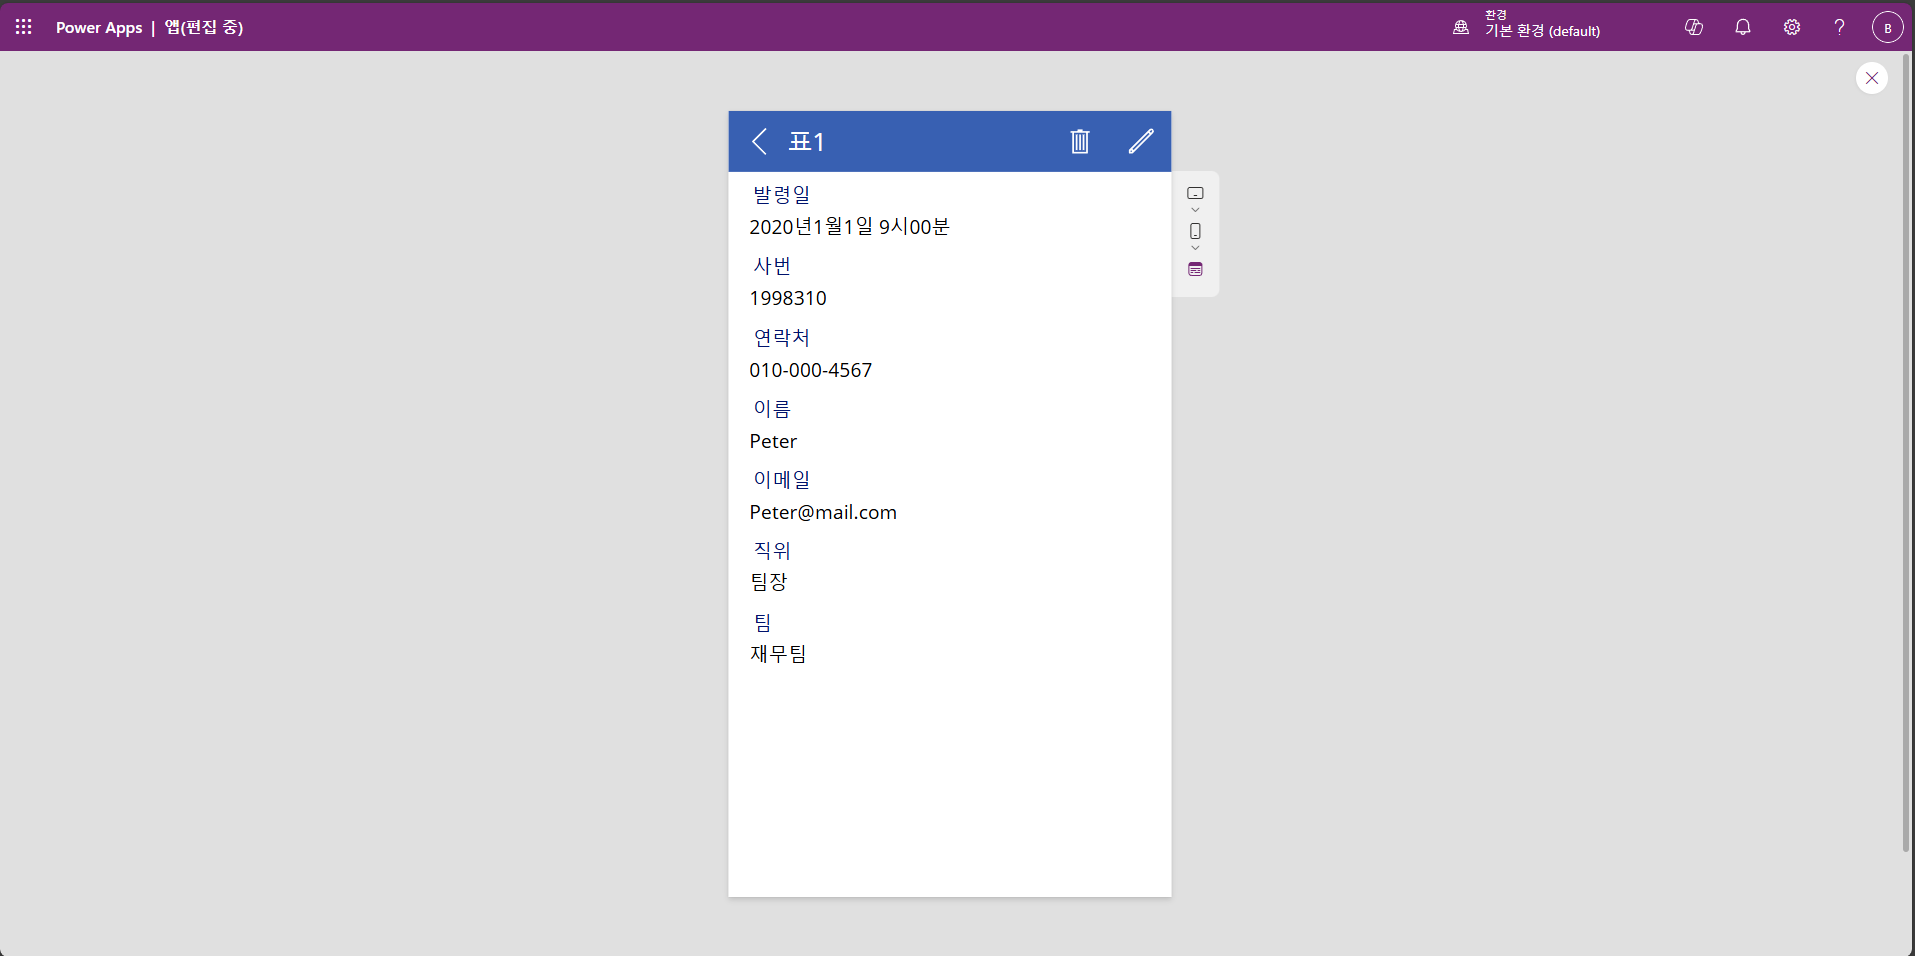 Power Apps | 앱(편집 중)
환경
기본 환경 (default)
B
표1
발령일
2020년1월1일 9시00분
사번
1998310
연락처
010-000-4567
이름
Peter
이메일
Peter@mail.com
직위
팀장
팀
재무팀